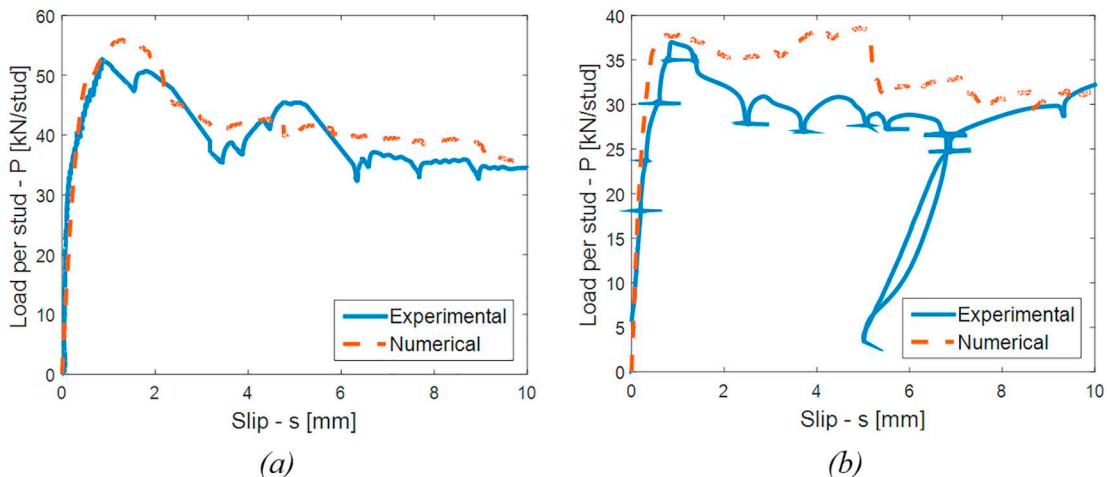 60
50
40
30
20
10
0
Load per stud - P [kN/stud]
Experimental
Numerical
0 2 4 6 8 10
Slip - s [mm]
(a)
40
35
30
25
20
15
10
5
0
Load per stud - P [kN/stud]
Experimental
Numerical
0 2 4 6 8 10
Slip - s [mm]
(b)